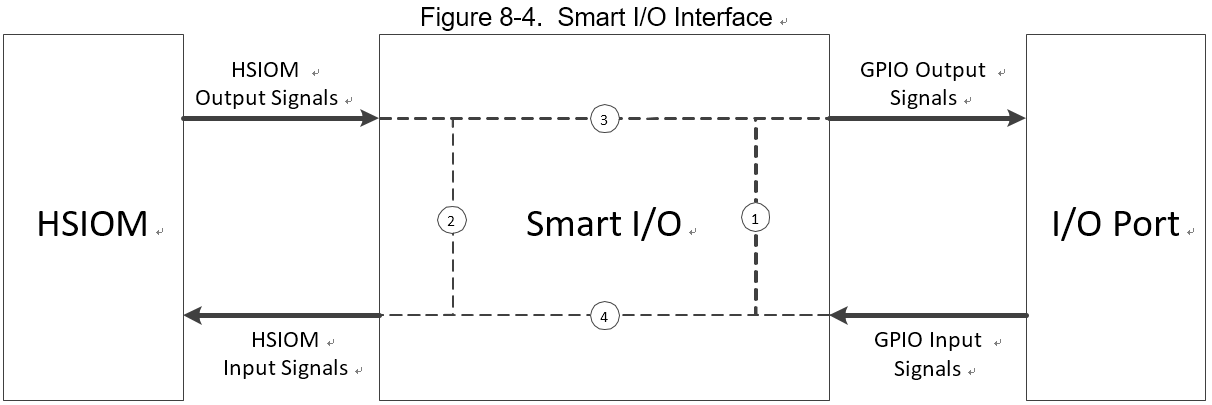 Figure 8-4.  Smart I/O Interface
HSIOM
Output Signals
GPIO Output
Signals
3
HSIOM
2
Smart I/O
1
I/O Port
4
HSIOM
Input Signals
GPIO Input
Signals